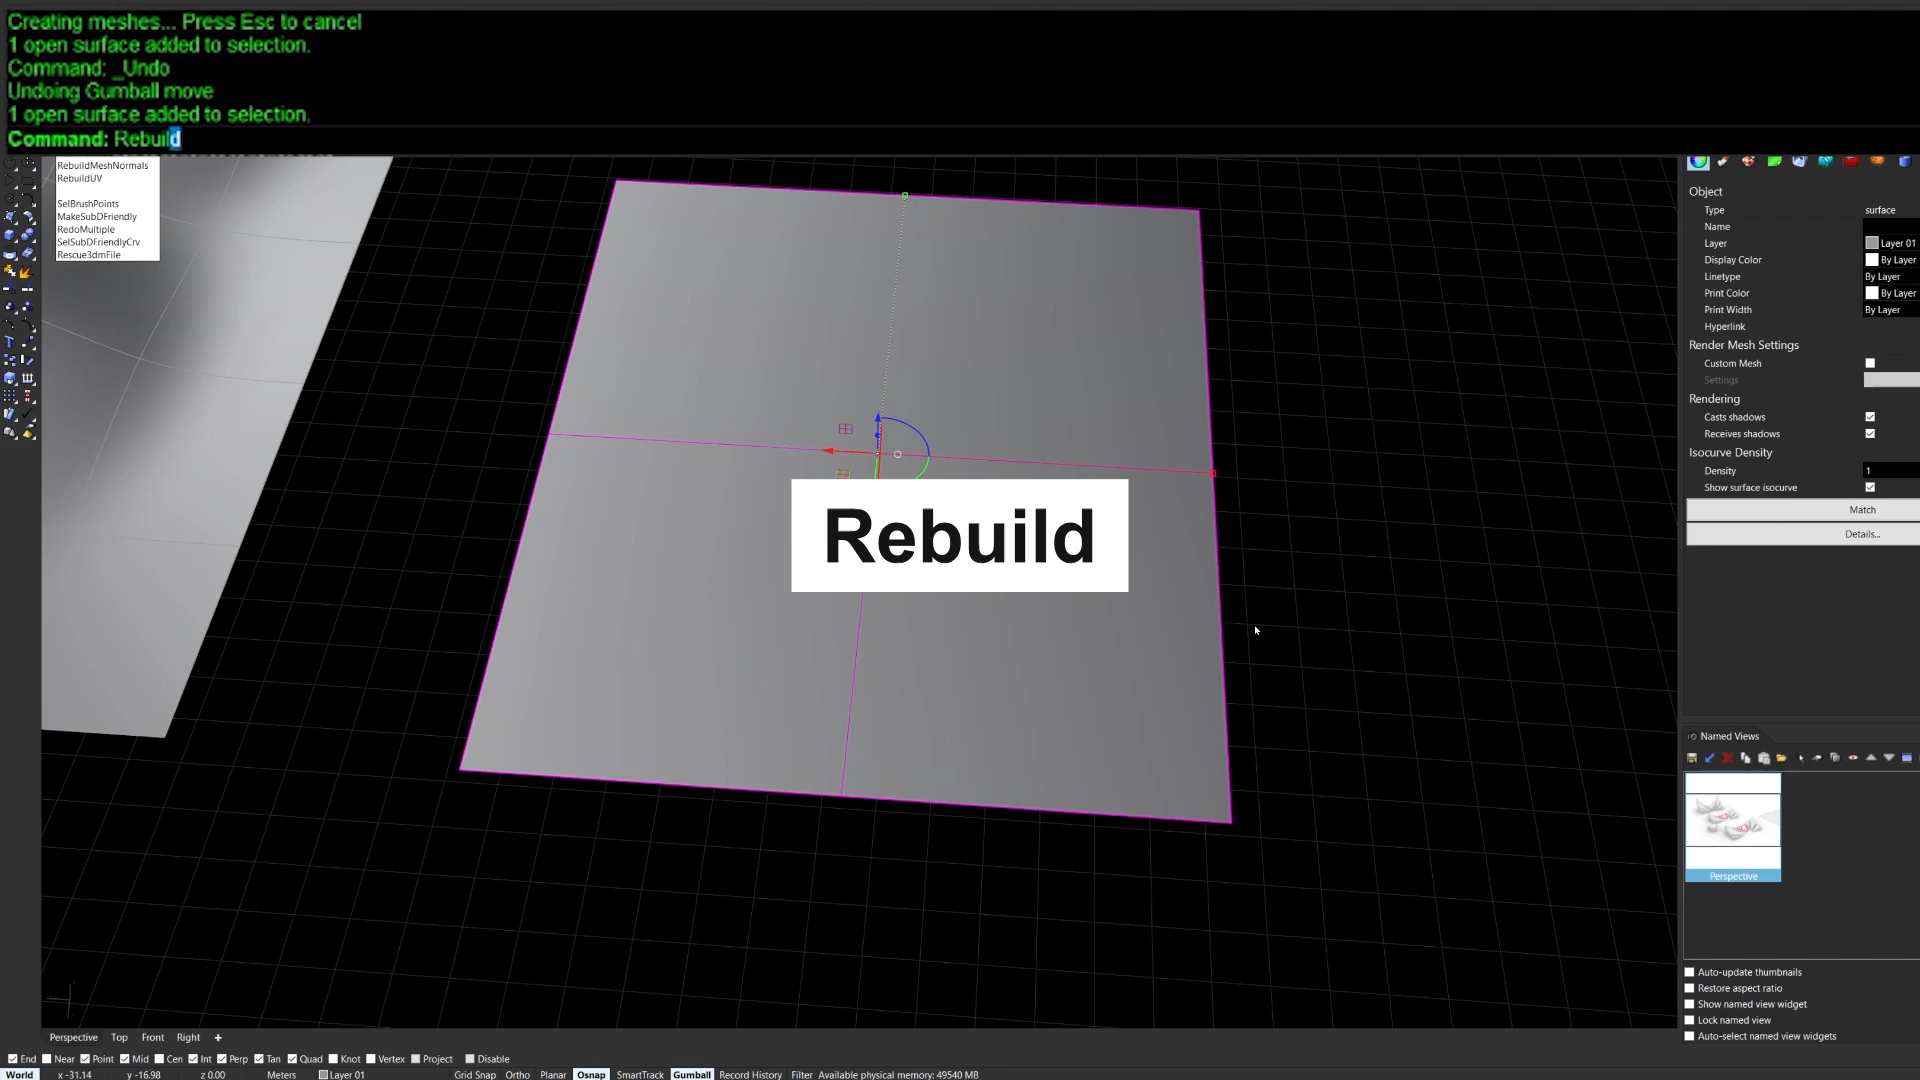 Creating meshes... Press Esc to cancel
1 open surface added to selection.
Command: _Undo
Undoing Gumball move
1 open surface added to selection.
Command: Rebuild
RebuildMeshNormals
RebuildUV
SelBrushPoints
MakeSubDFriendly
RedoMultiple
SelSubDFriendlyCrv
Rescue3dmFile
Rebuild
Object
Type surface
Name
Layer Layer 01
Display Color By Layer
Linetype By Layer
Print Color By Layer
Print Width By Layer
Hyperlink
Render Mesh Settings
Custom Mesh
Settings
Rendering
Casts shadows
Receives shadows
Isocurve Density
Density 1
Show surface isocurve
Match
Details...
Named Views
Perspective
Auto-update thumbnails
Restore aspect ratio
Show named view widget
Lock named view
Auto-select named view widgets
Perspective Top Front Right +
End Near Point Mid Cen Int Perp Tan Quad Knot Vertex Project Disable
World x -31.14 y -16.98 z 0.00 Meters Layer 01 Grid Snap Ortho Planar Osnap SmartTrack Gumball Record History Filter Available physical memory: 49540 MB